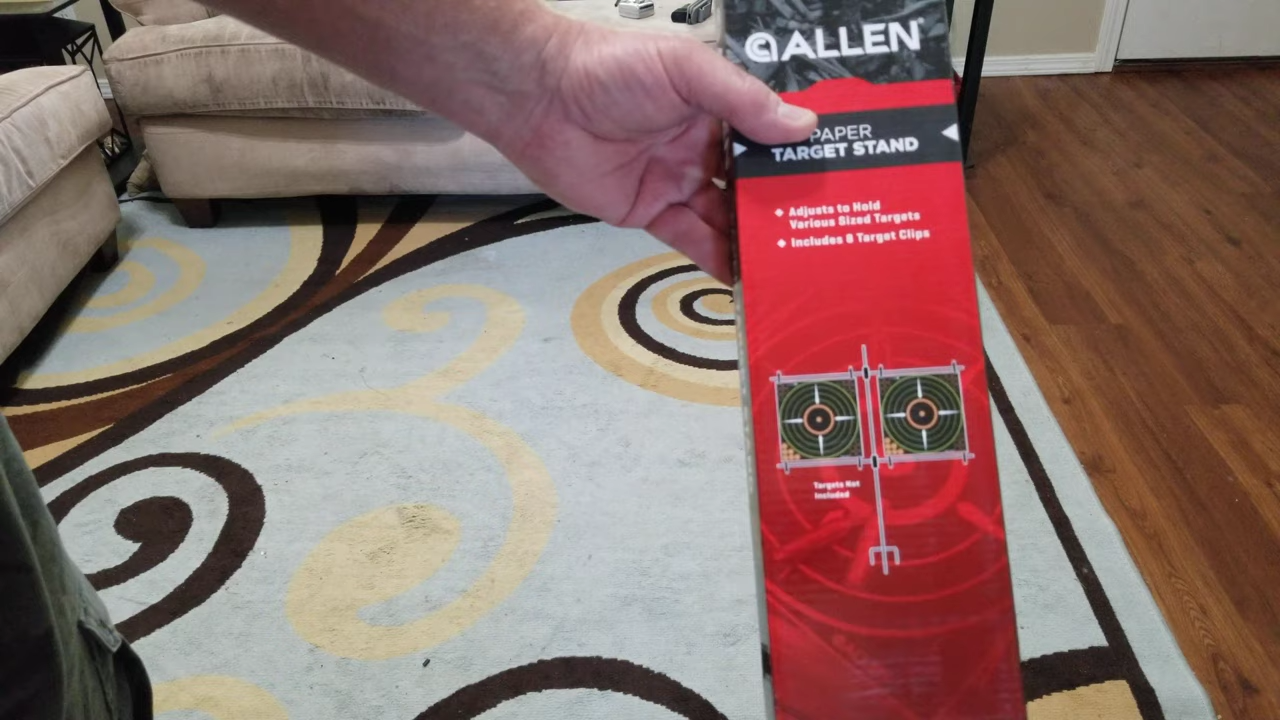 ALLEN
PAPER
TARGET STAND
Adjusts to Hold
Various Sized Targets
Includes 8 Target Clips
Targets Not
Included